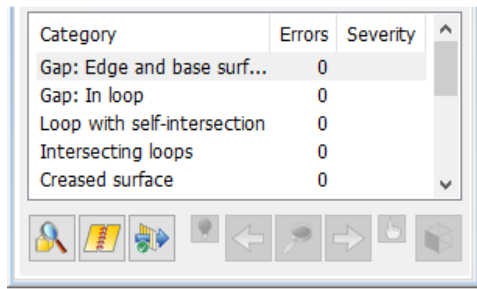 Category Errors Severity
Gap: Edge and base surf... 0
Gap: In loop 0
Loop with self-intersection 0
Intersecting loops 0
Creased surface 0